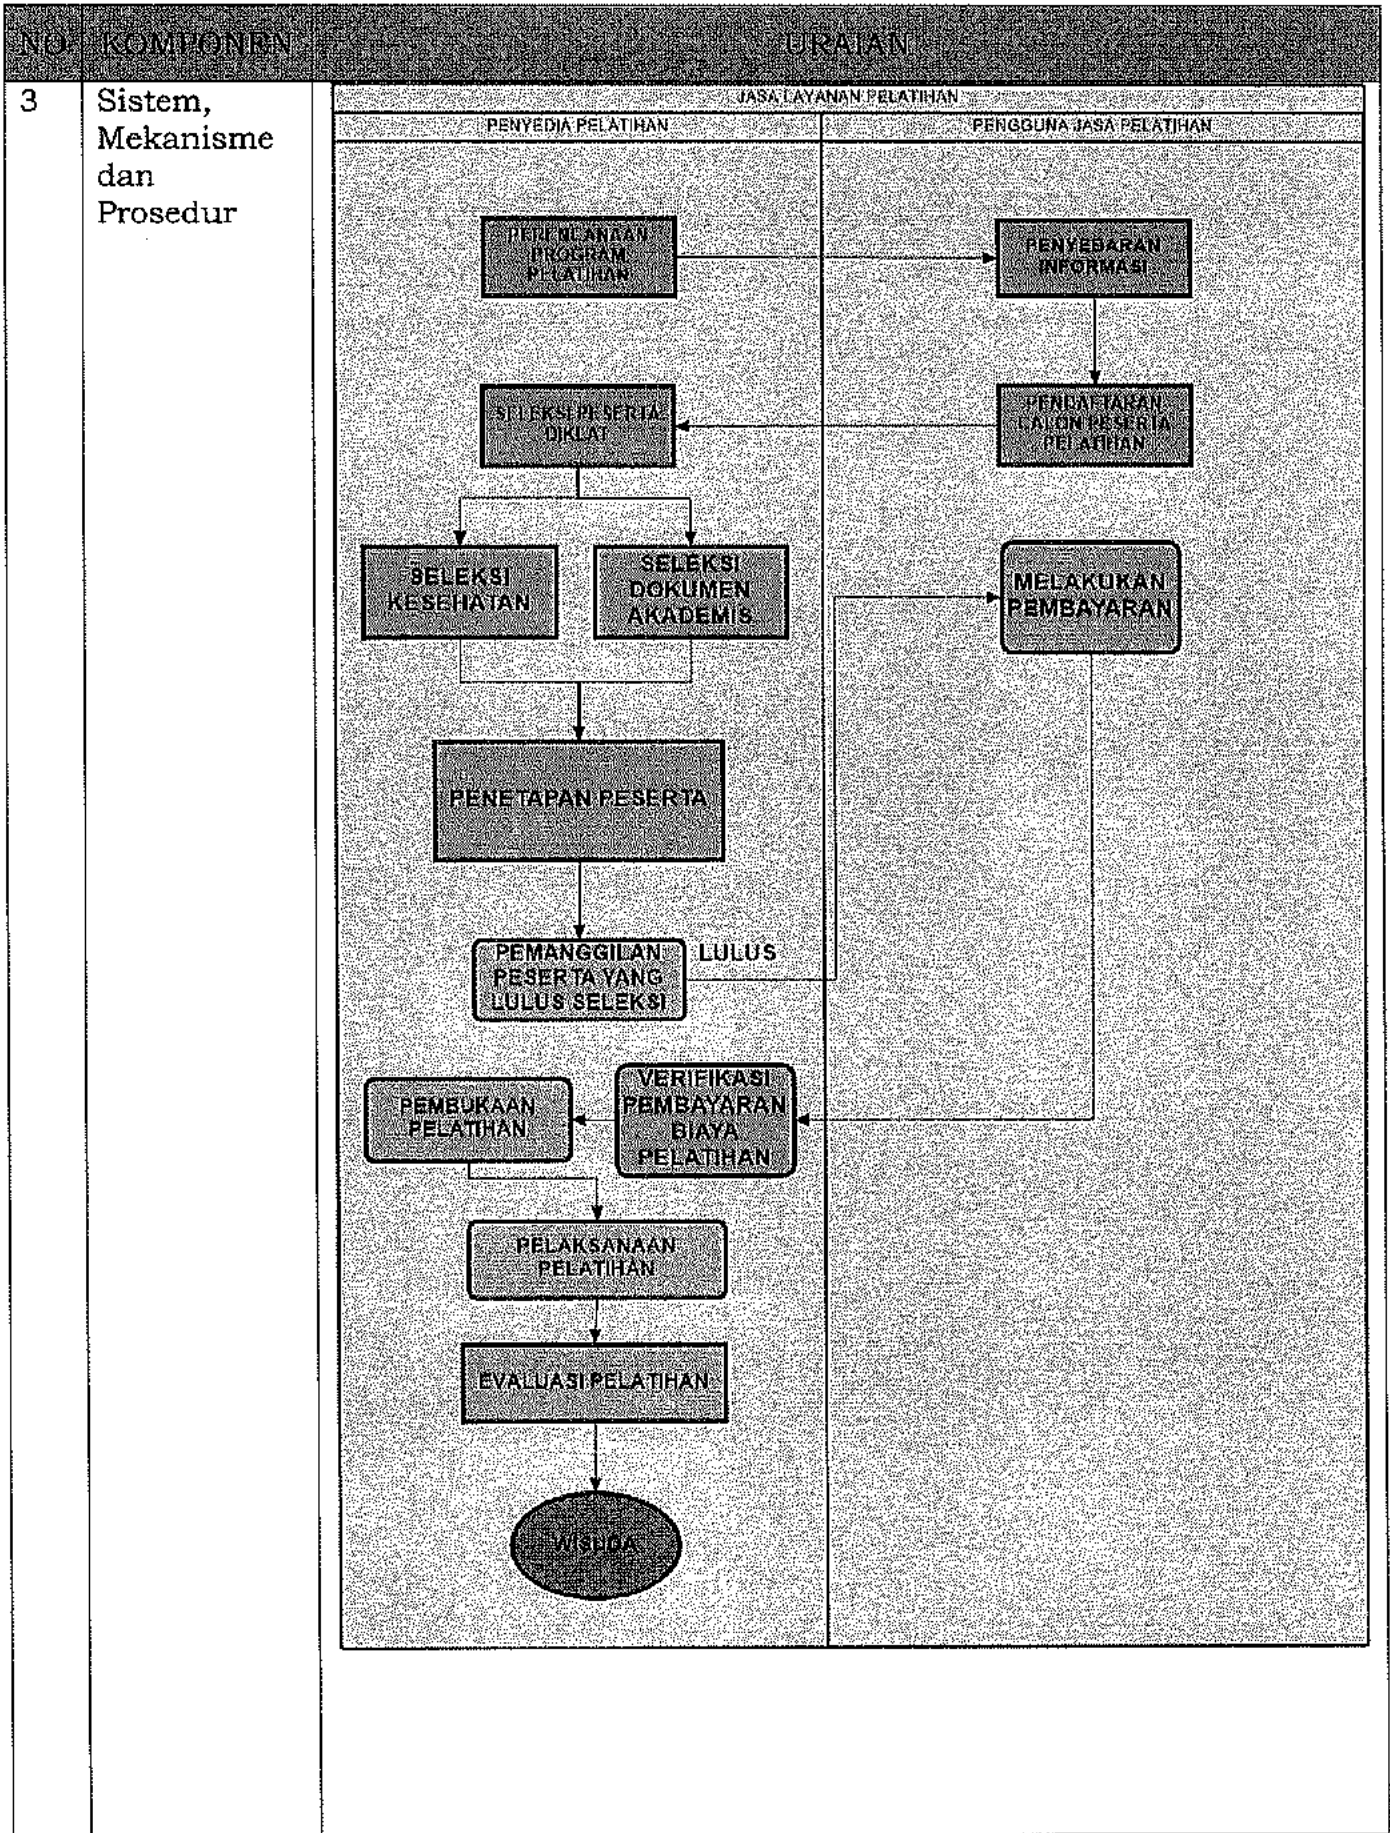 NO KOMPONEN URAIAN
3 Sistem,
Mekanisme
dan
Prosedur
JASA LAYANAN PELATIHAN
PENYEDIA PELATIHAN
PENGGUNA JASA PELATIHAN
PERENCANAAN
PROGRAM
PELATIHAN
PENYEBARAN
INFORMASI
PENDAFTARAN
CALON PESERTA
PELATIHAN
SELEKSI PESERTA
DIKLAT
SELEKSI
KESEHATAN
SELEKSI
DOKUMEN
AKADEMIS
MELAKUKAN
PEMBAYARAN
PENETAPAN PESERTA
PEMANGGILAN
PESERTA YANG
LULUS SELEKSI
LULUS
VERIFIKASI
PEMBAYARAN
BIAYA
PELATIHAN
PEMBUKAAN
PELATIHAN
PELAKSANAAN
PELATIHAN
EVALUASI PELATIHAN
WISUDA